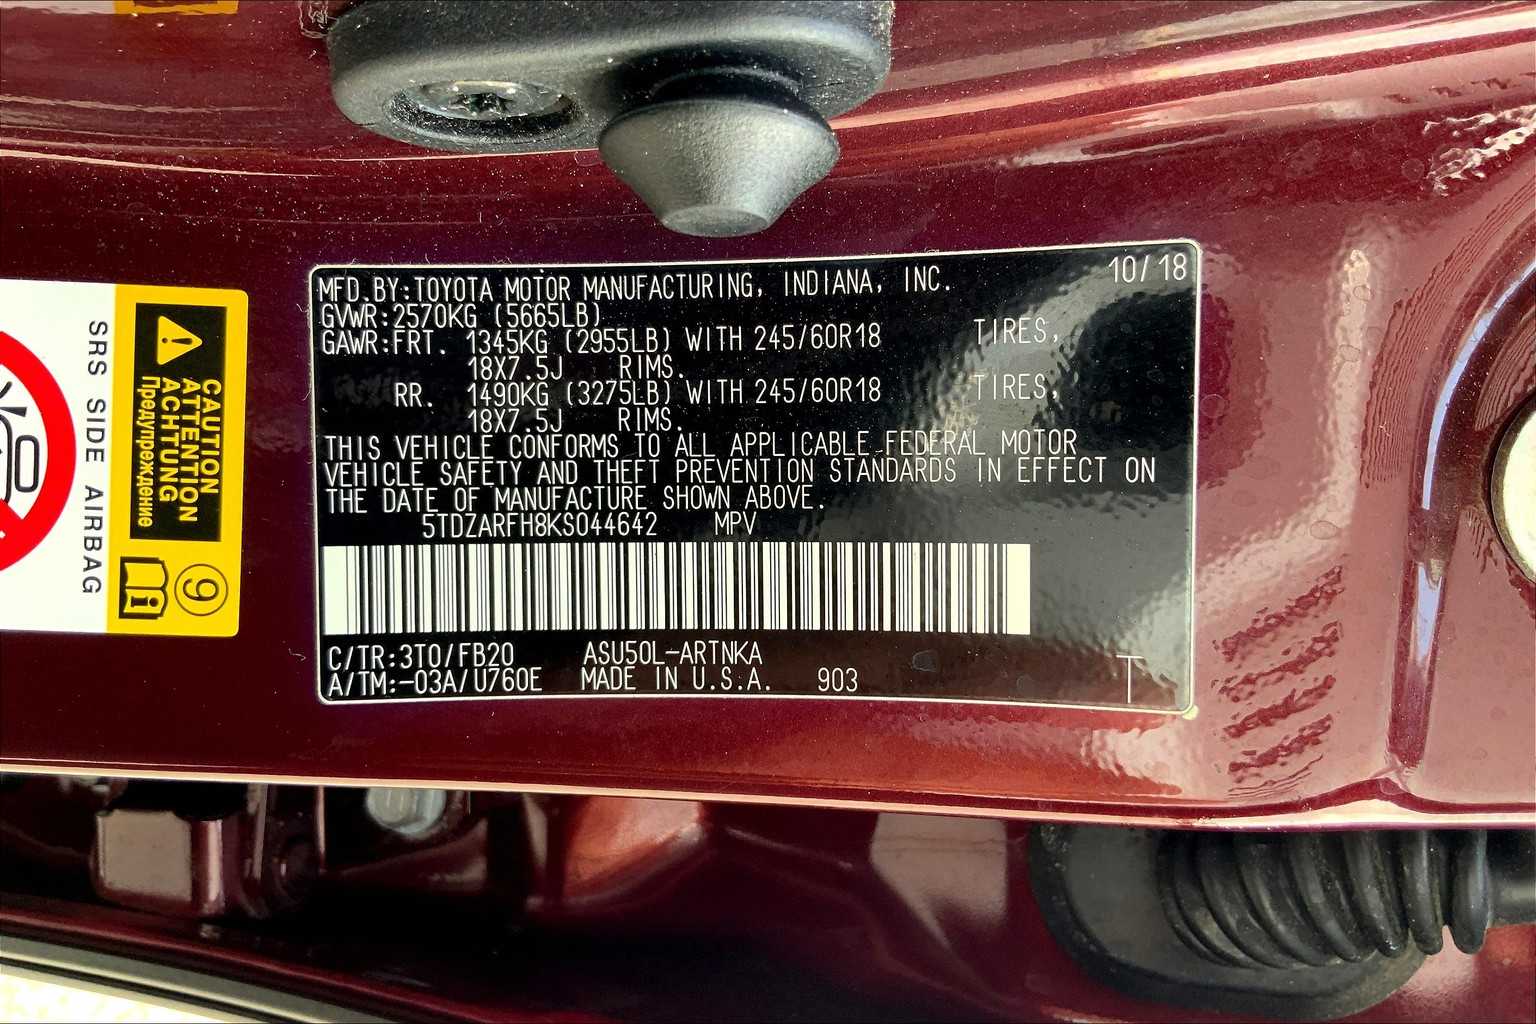 MFD.BY:TOYOTA MOTOR MANUFACTURING, INDIANA, INC. 10/18
GVWR:2570KG (5665LB)
GAWR:FRT. 1345KG (2955LB) WITH 245/60R18 TIRES,
18X7.5J RIMS.
RR. 1490KG (3275LB) WITH 245/60R18 TIRES,
18X7.5J RIMS.
THIS VEHICLE CONFORMS TO ALL APPLICABLE FEDERAL MOTOR
VEHICLE SAFETY AND THEFT PREVENTION STANDARDS IN EFFECT ON
THE DATE OF MANUFACTURE SHOWN ABOVE.
5TDZARFH8KS044642 MPV
C/TR:3T0/FB20 ASU50L-ARTNKA
A/TM:-03A/U760E MADE IN U.S.A. 903
T
CAUTION
ATTENTION
ACHTUNG
Предупреждение
9
SRS SIDE AIRBAG